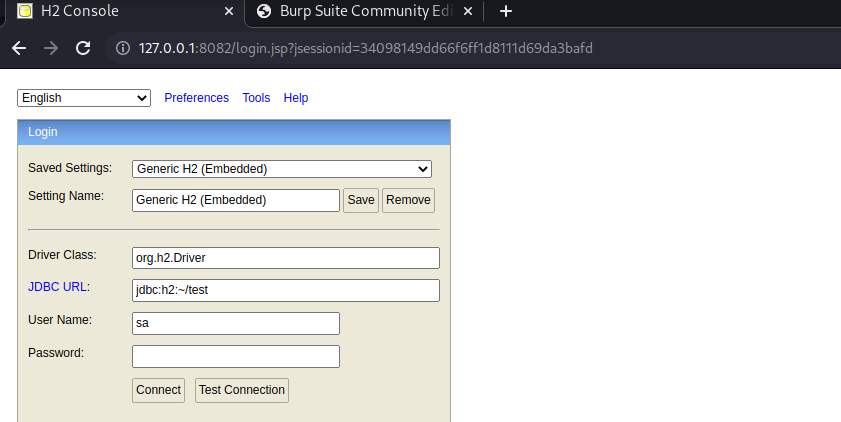 H2 Console
Burp Suite Community Edi
127.0.0.1:8082/login.jsp?jsessionid=34098149dd66f6ff1d8111d69da3bafd
English Preferences Tools Help
Login
Saved Settings: Generic H2 (Embedded)
Setting Name: Generic H2 (Embedded) Save Remove
Driver Class: org.h2.Driver
JDBC URL: jdbc:h2:~/test
User Name: sa
Password:
Connect Test Connection